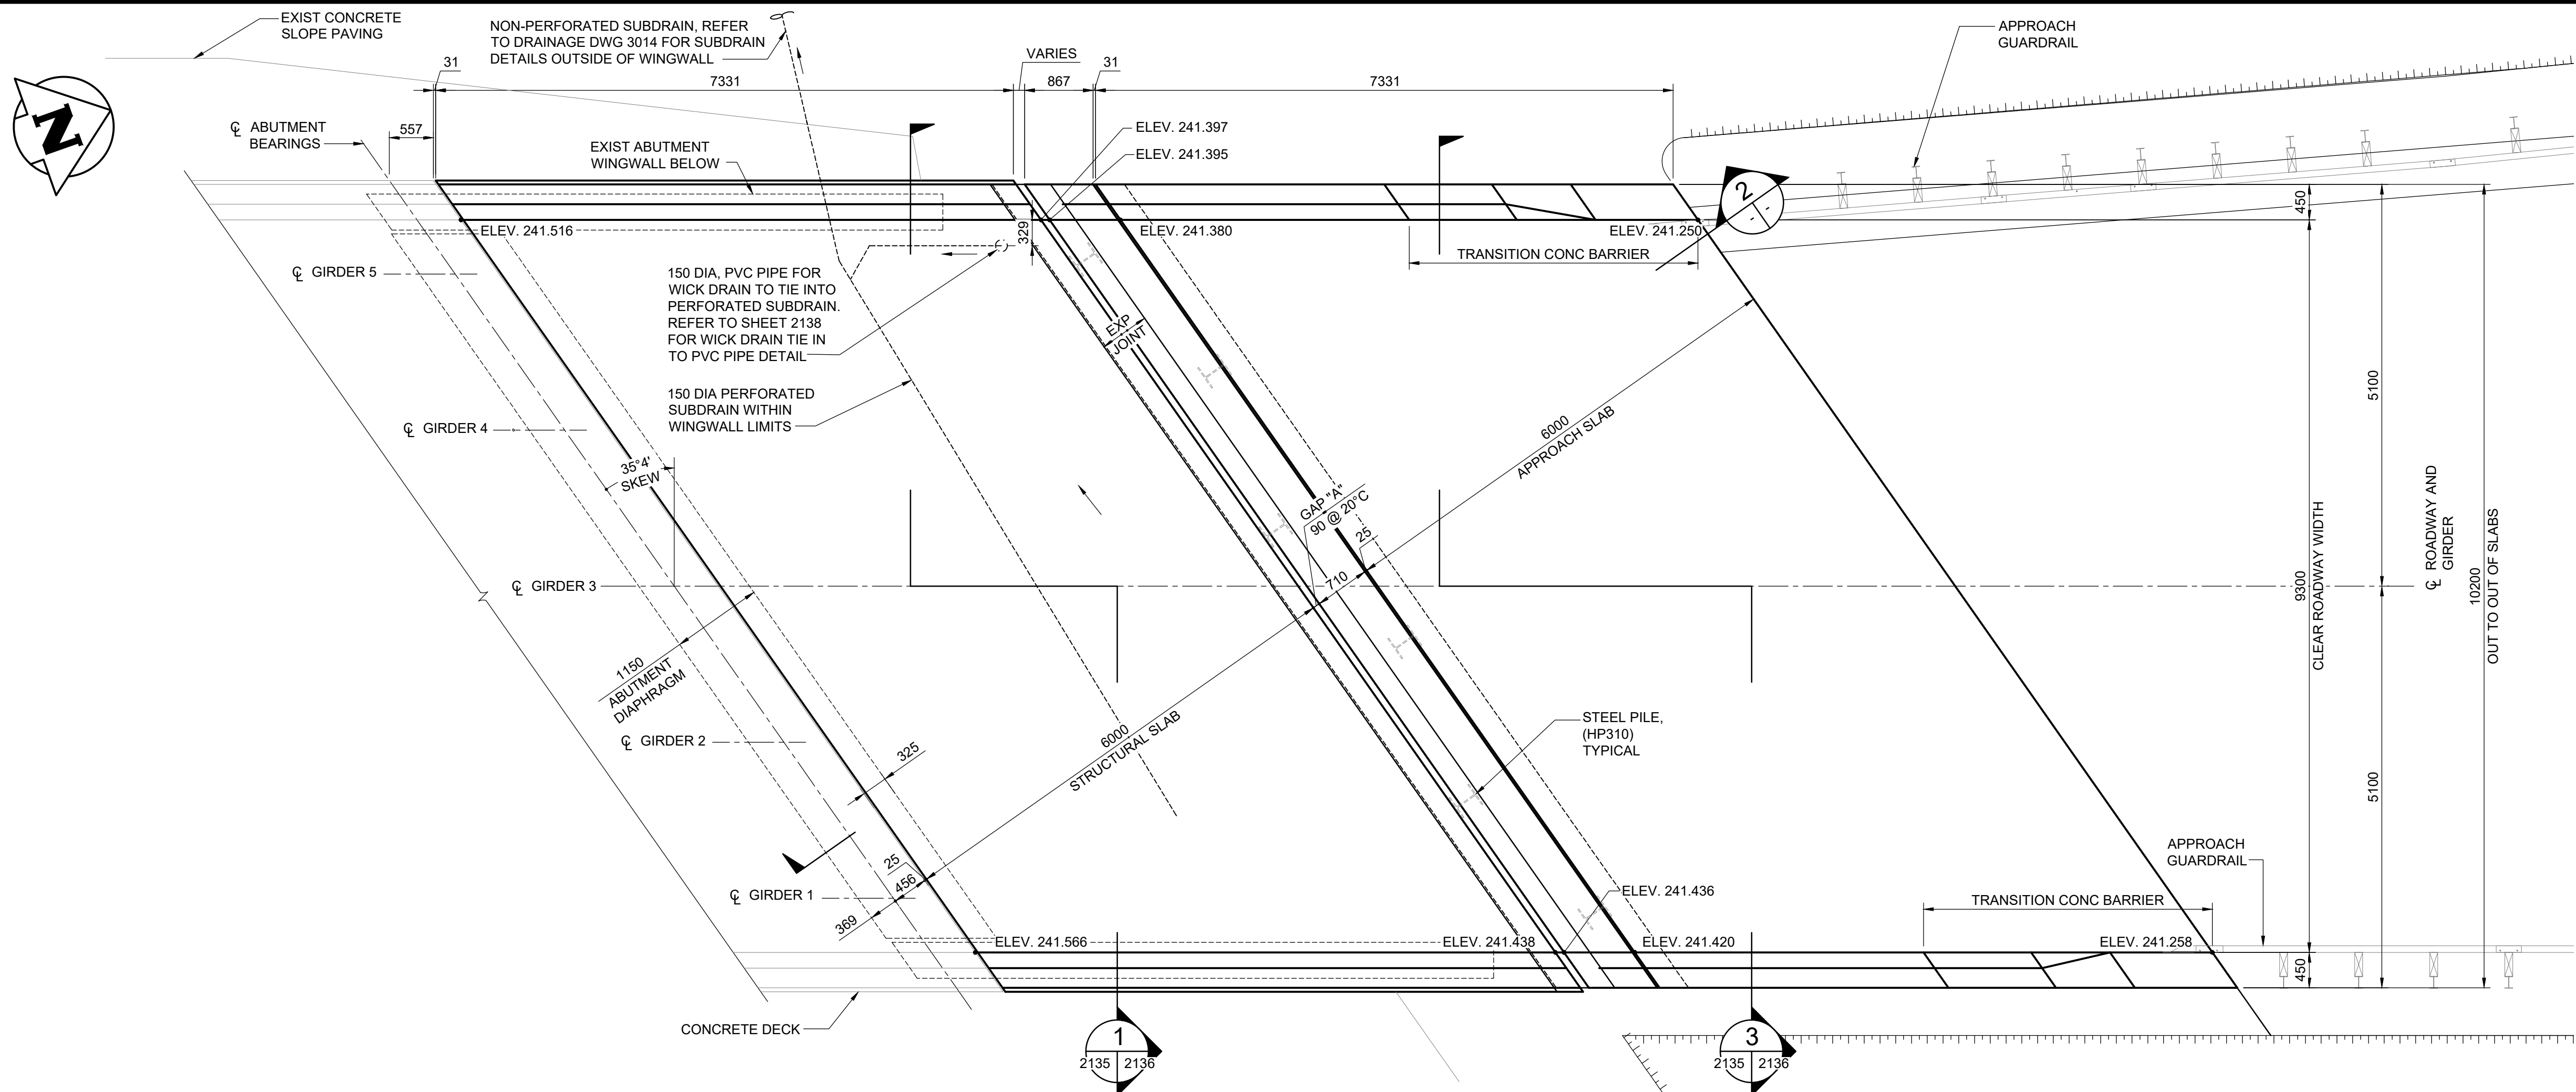 EXIST CONCRETE
SLOPE PAVING
NON-PERFORATED SUBDRAIN, REFER
TO DRAINAGE DWG 3014 FOR SUBDRAIN
DETAILS OUTSIDE OF WINGWALL
APPROACH
GUARDRAIL
VARIES
31
7331
867
31
7331
N
℄ ABUTMENT
BEARINGS
557
EXIST ABUTMENT
WINGWALL BELOW
ELEV. 241.397
ELEV. 241.395
2
-
-
450
ELEV. 241.516
329
ELEV. 241.380
ELEV. 241.250
TRANSITION CONC BARRIER
℄ GIRDER 5
150 DIA, PVC PIPE FOR
WICK DRAIN TO TIE INTO
PERFORATED SUBDRAIN.
REFER TO SHEET 2138
FOR WICK DRAIN TIE IN
TO PVC PIPE DETAIL
EXP
JOINT
150 DIA PERFORATED
SUBDRAIN WITHIN
WINGWALL LIMITS
5100
℄ GIRDER 4
6000
APPROACH SLAB
35°4'
SKEW
GAP "A"
90 @ 20°C
25
710
℄ GIRDER 3
9300
CLEAR ROADWAY WIDTH
℄ ROADWAY AND
GIRDER
10200
OUT TO OUT OF SLABS
1150
ABUTMENT
DIAPHRAGM
℄ GIRDER 2
325
6000
STRUCTURAL SLAB
STEEL PILE,
(HP310)
TYPICAL
5100
25
456
369
℄ GIRDER 1
APPROACH
GUARDRAIL
ELEV. 241.436
TRANSITION CONC BARRIER
ELEV. 241.566
ELEV. 241.438
ELEV. 241.420
ELEV. 241.258
450
CONCRETE DECK
1
2135 2136
3
2135 2136